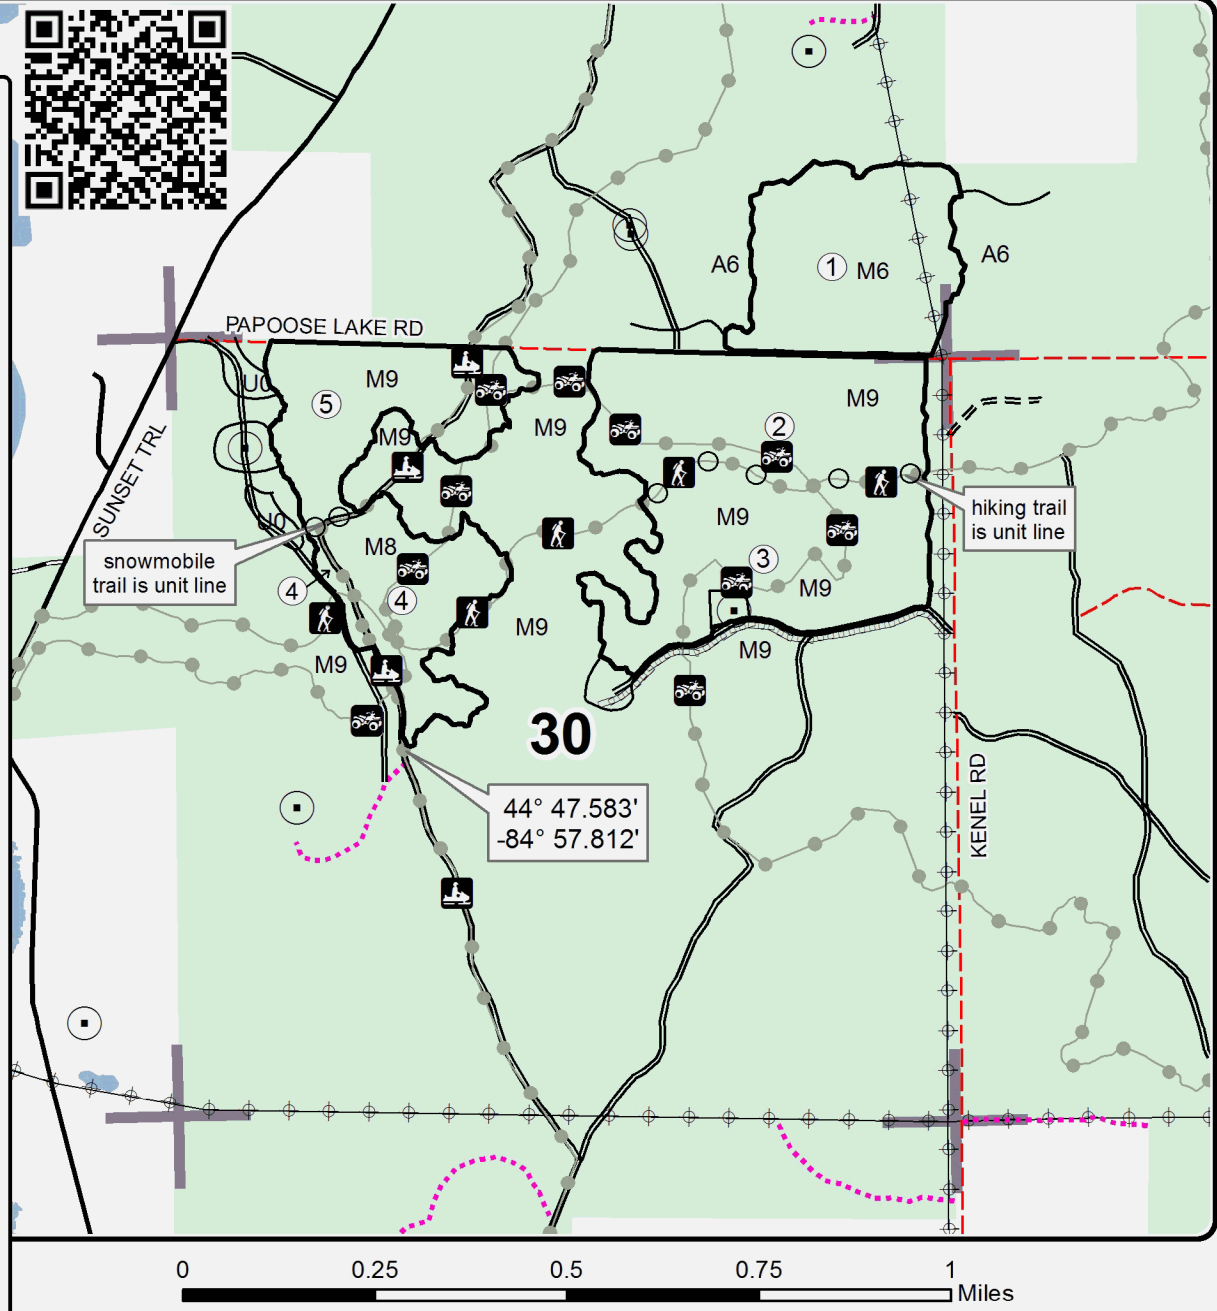 A6
1 M6
A6
PAPOOSE LAKE RD
U0
M9
5
M9
M9
M9
2
SUNSET TRL
U0
M9
hiking trail
is unit line
snowmobile
trail is unit line
M8
3
4
4
M9
M9
M9
M9
30
44° 47.583'
-84° 57.812'
KENEL RD
0 0.25 0.5 0.75 1
Miles